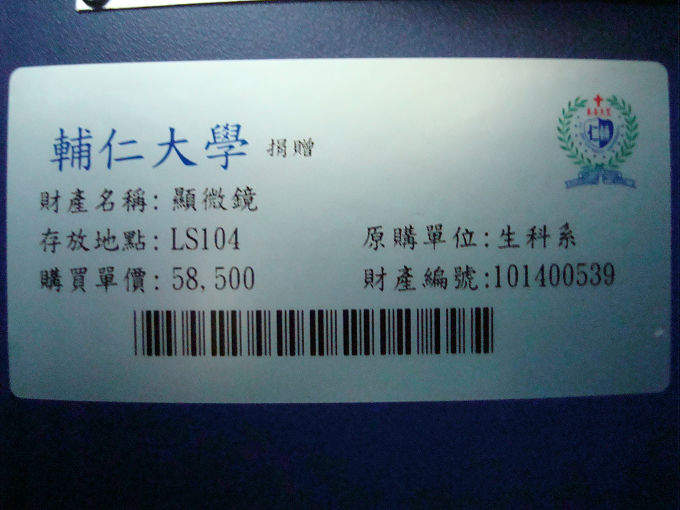 輔仁大學 捐贈
財產名稱: 顯微鏡
存放地點: LS104 原購單位: 生科系
購買單價: 58,500 財產編號:101400539